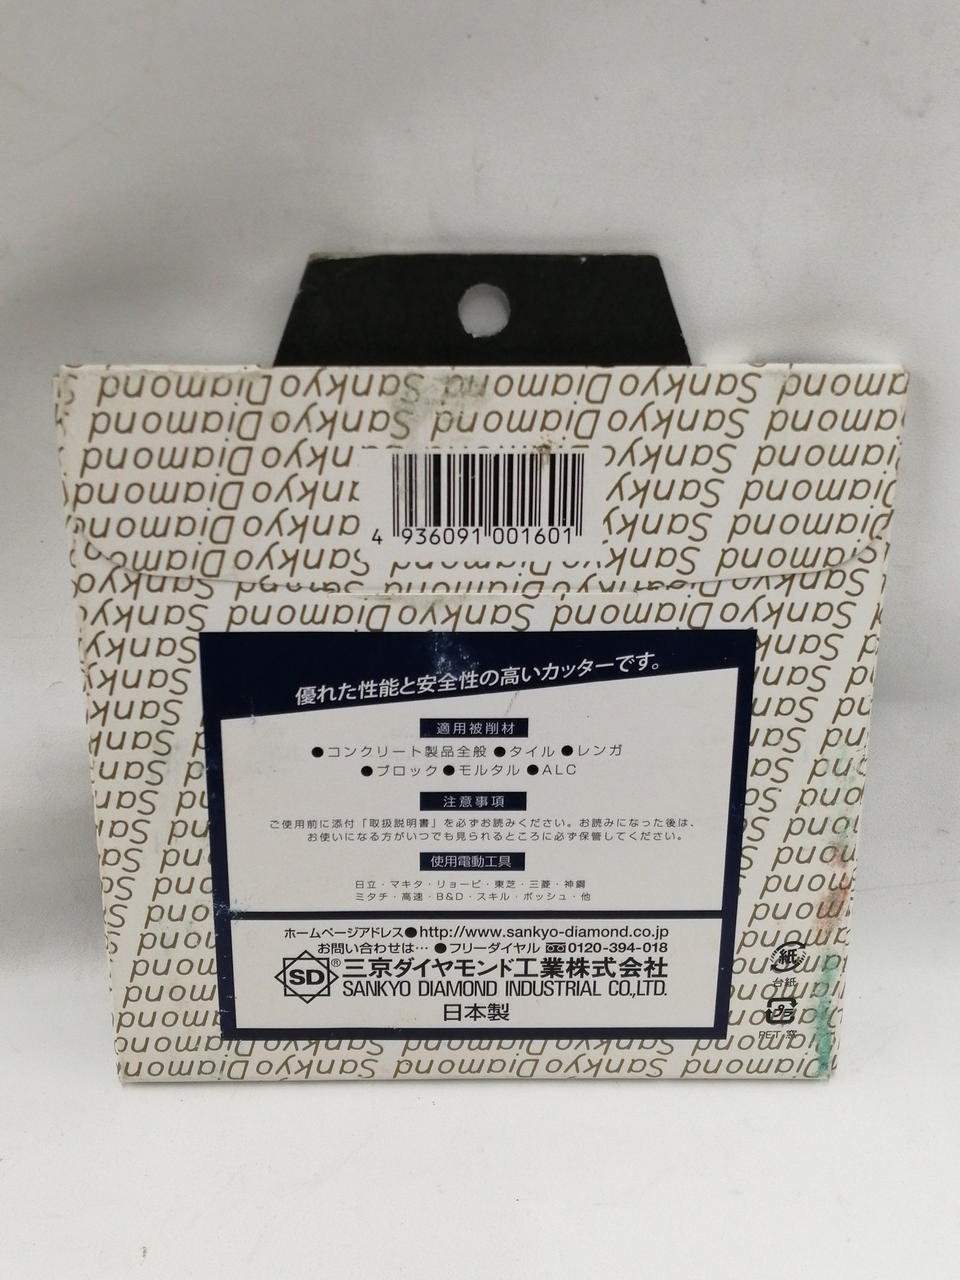 Sankyo Diamond
4 936091 001601
優れた性能と安全性の高いカッターです。
適用被削材
●コンクリート製品全般 ●タイル ●レンガ
●ブロック ●モルタル ●ALC
注意事項
ご使用前に添付「取扱説明書」を必ずお読みください。お読みになった後は、
お使いになる方がいつでも見られるところに必ず保管してください。
使用電動工具
日立・マキタ・リョービ・東芝・三菱・神鋼
ミタチ・高速・B&D・スキル・ボッシュ・他
ホームページアドレス●http://www.sankyo-diamond.co.jp
お問い合わせは… ●フリーダイヤル 0120-394-018
SD® 三京ダイヤモンド工業株式会社
SANKYO DIAMOND INDUSTRIAL CO.,LTD.
日本製
紙
台紙
プラ
PET:窓